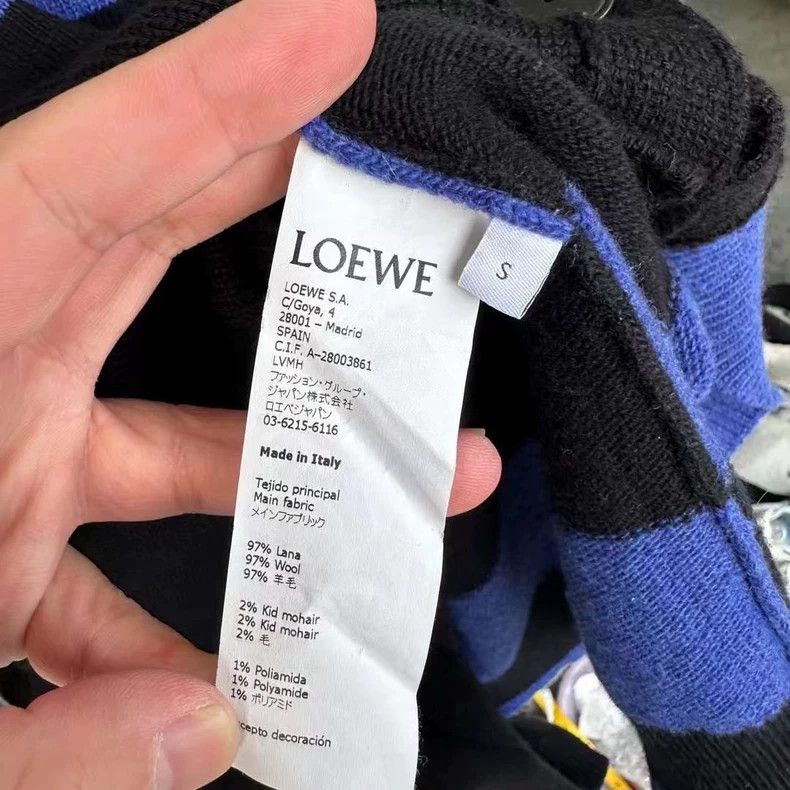 LOEWE
S
LOEWE S.A.
C/Goya, 4
28001 – Madrid
SPAIN
C.I.F. A-28003861
LVMH
ファッション・グループ・
ジャパン株式会社
ロエベジャパン
03-6215-6116
Made in Italy
Tejido principal
Main fabric
メインファブリック
97% Lana
97% Wool
97% 羊毛
2% Kid mohair
2% Kid mohair
2% 毛
1% Poliamida
1% Polyamide
1% ポリアミド
cepto decoración